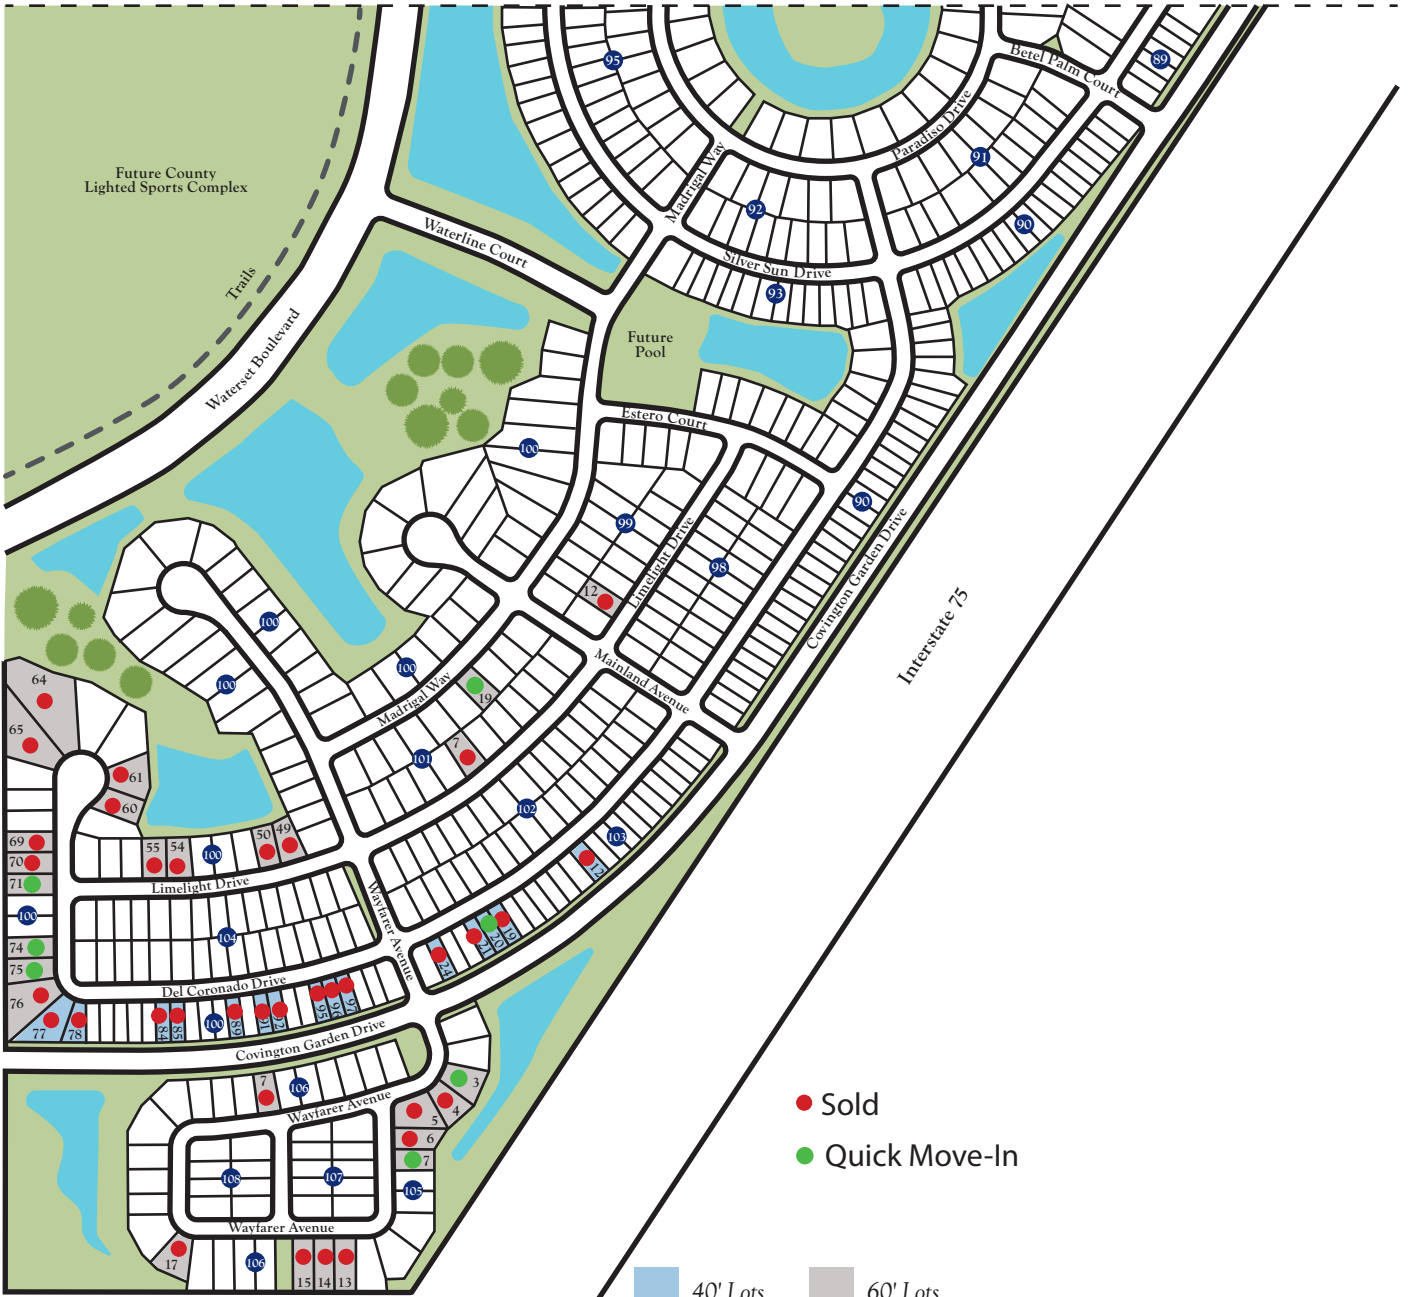 95
89
Betel Palm Court
Future County
Lighted Sports Complex
Paradiso Drive
91
Madrigal Way
92
90
Waterline Court
Silver Sun Drive
93
Trails
Waterset Boulevard
Future
Pool
Estero Court
100
99
98
90
Limelight Drive
Covington Garden Drive
12
Interstate 75
100
100
100
Mainland Avenue
Madrigal Way
19
64
65
7
101
61
60
102
103
12
69
70
71
55
54
100
50
49
Limelight Drive
Wayfarer Avenue
100
104
19
20
21
24
74
75
76
77
78
Del Coronado Drive
84
85
100
89
91
92
95
96
97
Covington Garden Drive
7
106
3
4
5
6
7
Wayfarer Avenue
108
107
105
Wayfarer Avenue
17
106
15
14
13
Sold
Quick Move-In
40' Lots
60' Lots